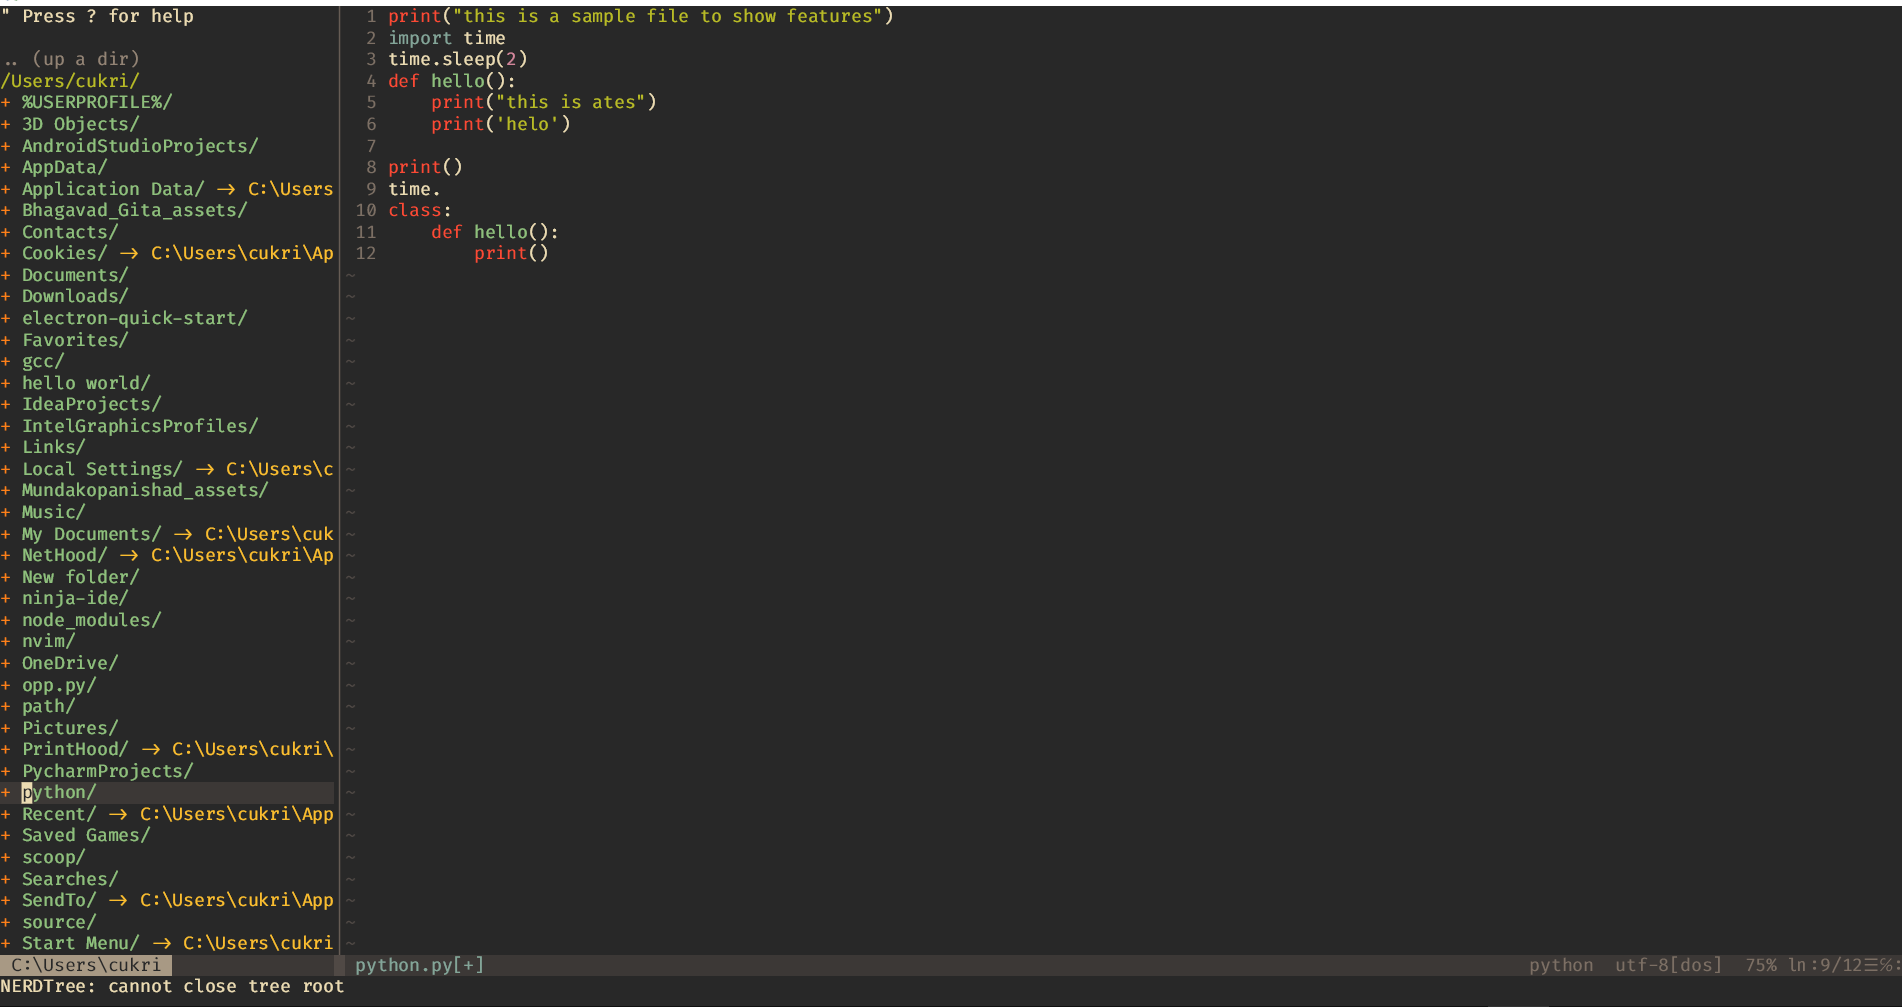 " Press ? for help
.. (up a dir)
/Users/cukri/
+ %USERPROFILE%/
+ 3D Objects/
+ AndroidStudioProjects/
+ AppData/
+ Application Data/ → C:\Users
+ Bhagavad_Gita_assets/
+ Contacts/
+ Cookies/ → C:\Users\cukri\Ap
+ Documents/
+ Downloads/
+ electron-quick-start/
+ Favorites/
+ gcc/
+ hello world/
+ IdeaProjects/
+ IntelGraphicsProfiles/
+ Links/
+ Local Settings/ → C:\Users\c
+ Mundakopanishad_assets/
+ Music/
+ My Documents/ → C:\Users\cuk
+ NetHood/ → C:\Users\cukri\Ap
+ New folder/
+ ninja-ide/
+ node_modules/
+ nvim/
+ OneDrive/
+ opp.py/
+ path/
+ Pictures/
+ PrintHood/ → C:\Users\cukri\
+ PycharmProjects/
+ python/
+ Recent/ → C:\Users\cukri\App
+ Saved Games/
+ scoop/
+ Searches/
+ SendTo/ → C:\Users\cukri\App
+ source/
+ Start Menu/ → C:\Users\cukri
C:\Users\cukri
1 print("this is a sample file to show features")
2 import time
3 time.sleep(2)
4 def hello():
5     print("this is ates")
6     print('helo')
7
8 print()
9 time.
10 class:
11     def hello():
12         print()
python.py[+] python utf-8[dos] 75% ln:9/12☰℅:
NERDTree: cannot close tree root